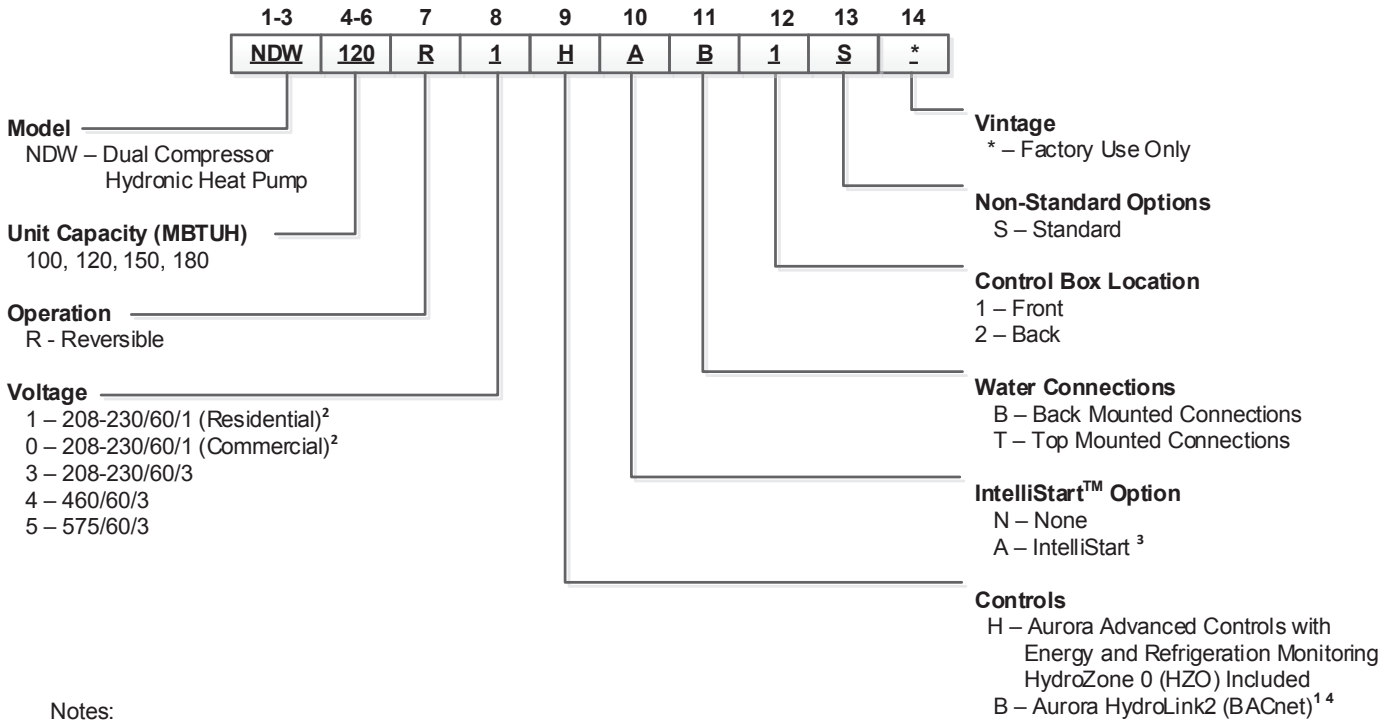 1-3 4-6 7 8 9 10 11 12 13 14
NDW 120 R 1 H A B 1 S *
Model
NDW – Dual Compressor
Hydronic Heat Pump
Unit Capacity (MBTUH)
100, 120, 150, 180
Operation
R - Reversible
Voltage
1 – 208-230/60/1 (Residential)²
0 – 208-230/60/1 (Commercial)²
3 – 208-230/60/3
4 – 460/60/3
5 – 575/60/3
Vintage
* – Factory Use Only
Non-Standard Options
S – Standard
Control Box Location
1 – Front
2 – Back
Water Connections
B – Back Mounted Connections
T – Top Mounted Connections
IntelliStart™ Option
N – None
A – IntelliStart ³
Controls
H – Aurora Advanced Controls with
Energy and Refrigeration Monitoring
HydroZone 0 (HZO) Included
B – Aurora HydroLink2 (BACnet)¹ ⁴
Notes: